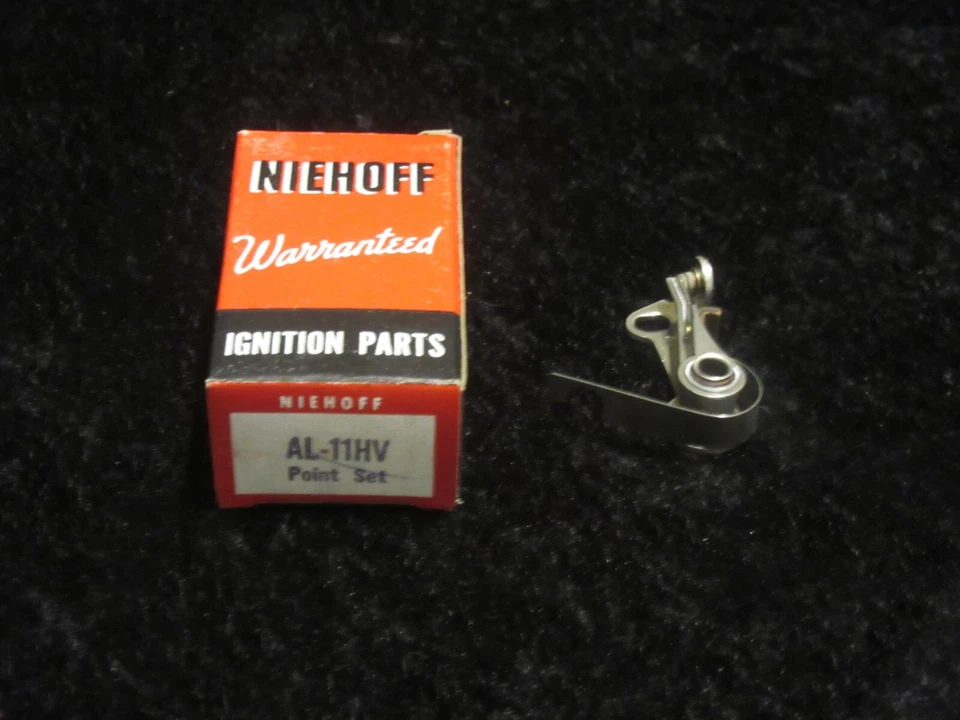 NIEHOFF
Warranteed
IGNITION PARTS
NIEHOFF
AL-11HV
Point Set